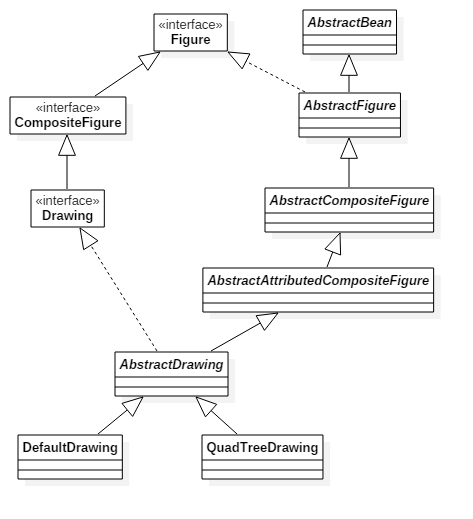 «interface»
Figure
AbstractBean
«interface»
CompositeFigure
AbstractFigure
«interface»
Drawing
AbstractCompositeFigure
AbstractAttributedCompositeFigure
AbstractDrawing
DefaultDrawing
QuadTreeDrawing